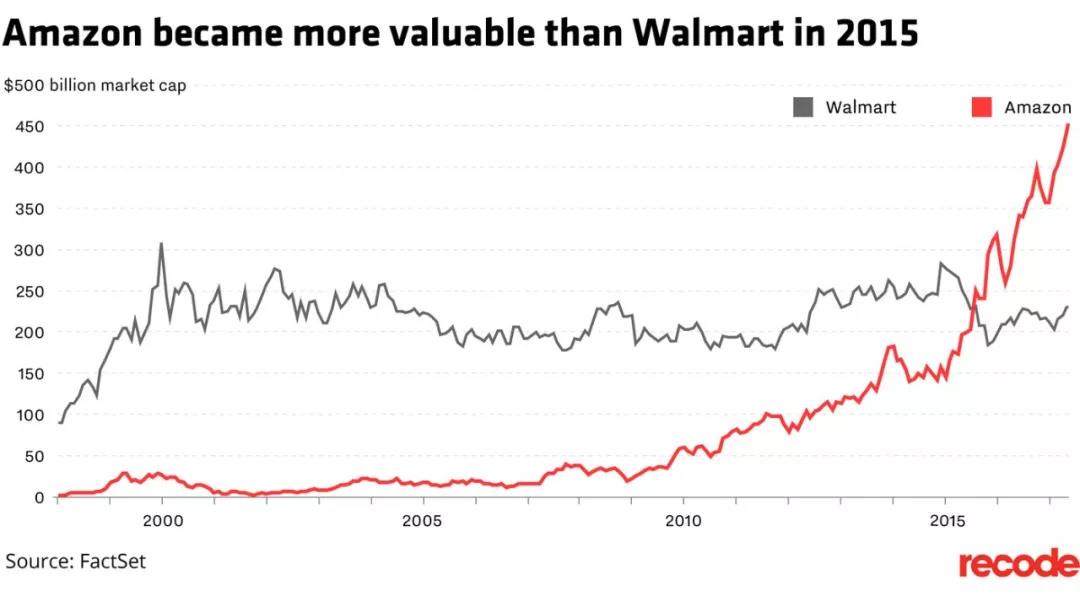 Amazon became more valuable than Walmart in 2015
$500 billion market cap
Walmart Amazon
450
400
350
300
250
200
150
100
50
0
2000 2005 2010 2015
Source: FactSet
recode